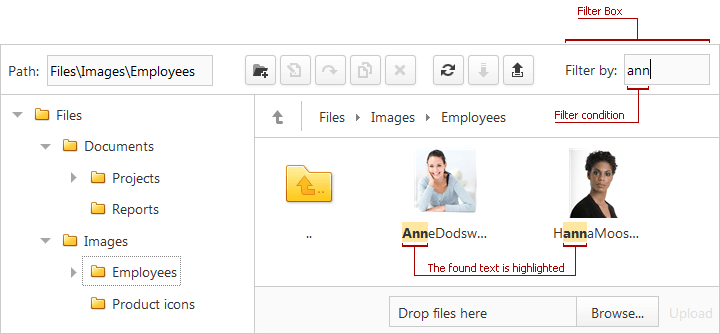 Filter Box
Path: Files\Images\Employees
Filter by: ann
Filter condition
Files
Documents
Projects
Reports
Images
Employees
Product icons
Files Images Employees
..
..
AnneDodsw...
HannaMoos...
The found text is highlighted
Drop files here
Browse...
Upload